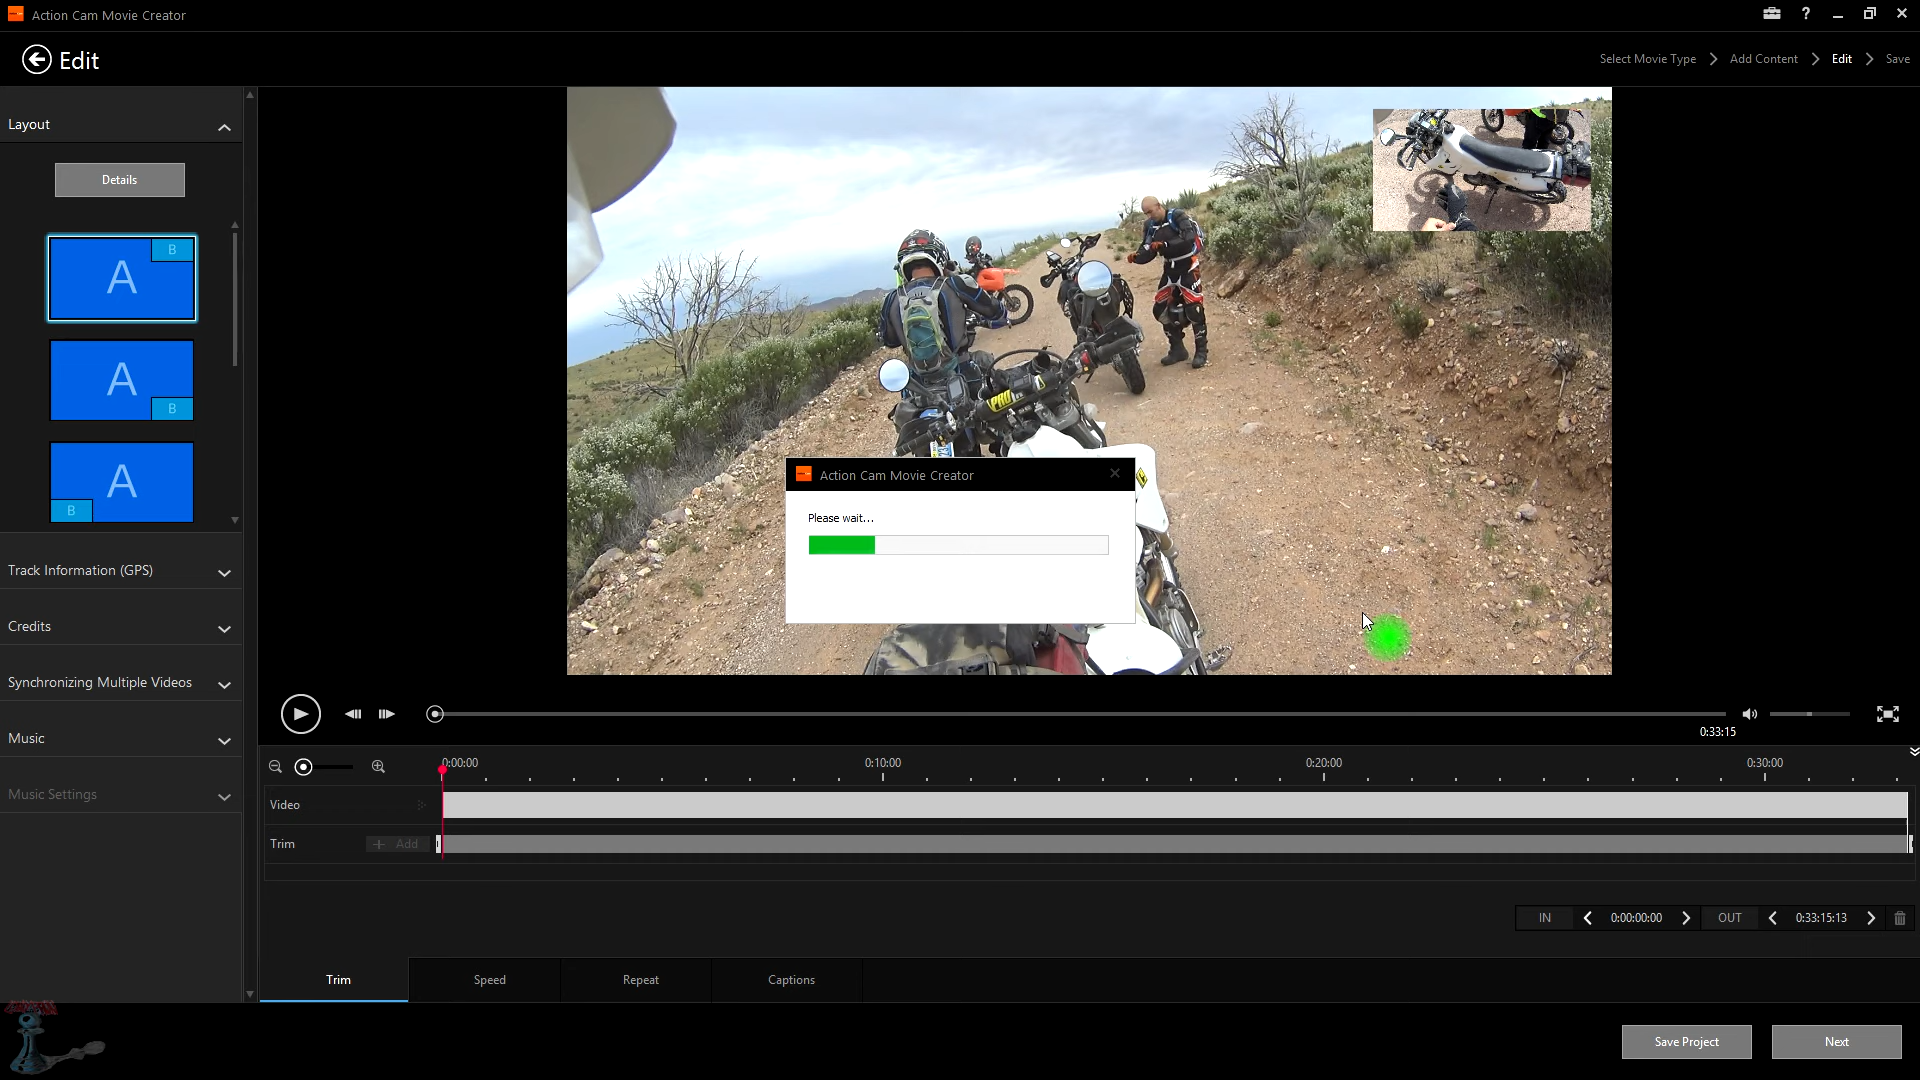 Action Cam Movie Creator
?
Edit
Select Movie Type
Add Content
Edit
Save
Layout
Details
A
B
A
B
A
B
Track Information (GPS)
Credits
Synchronizing Multiple Videos
Music
Music Settings
PRO
Action Cam Movie Creator
Please wait...
0:33:15
0:00:00
0:10:00
0:20:00
0:30:00
Video
Trim
+ Add
IN
0:00:00:00
OUT
0:33:15:13
Trim
Speed
Repeat
Captions
Save Project
Next